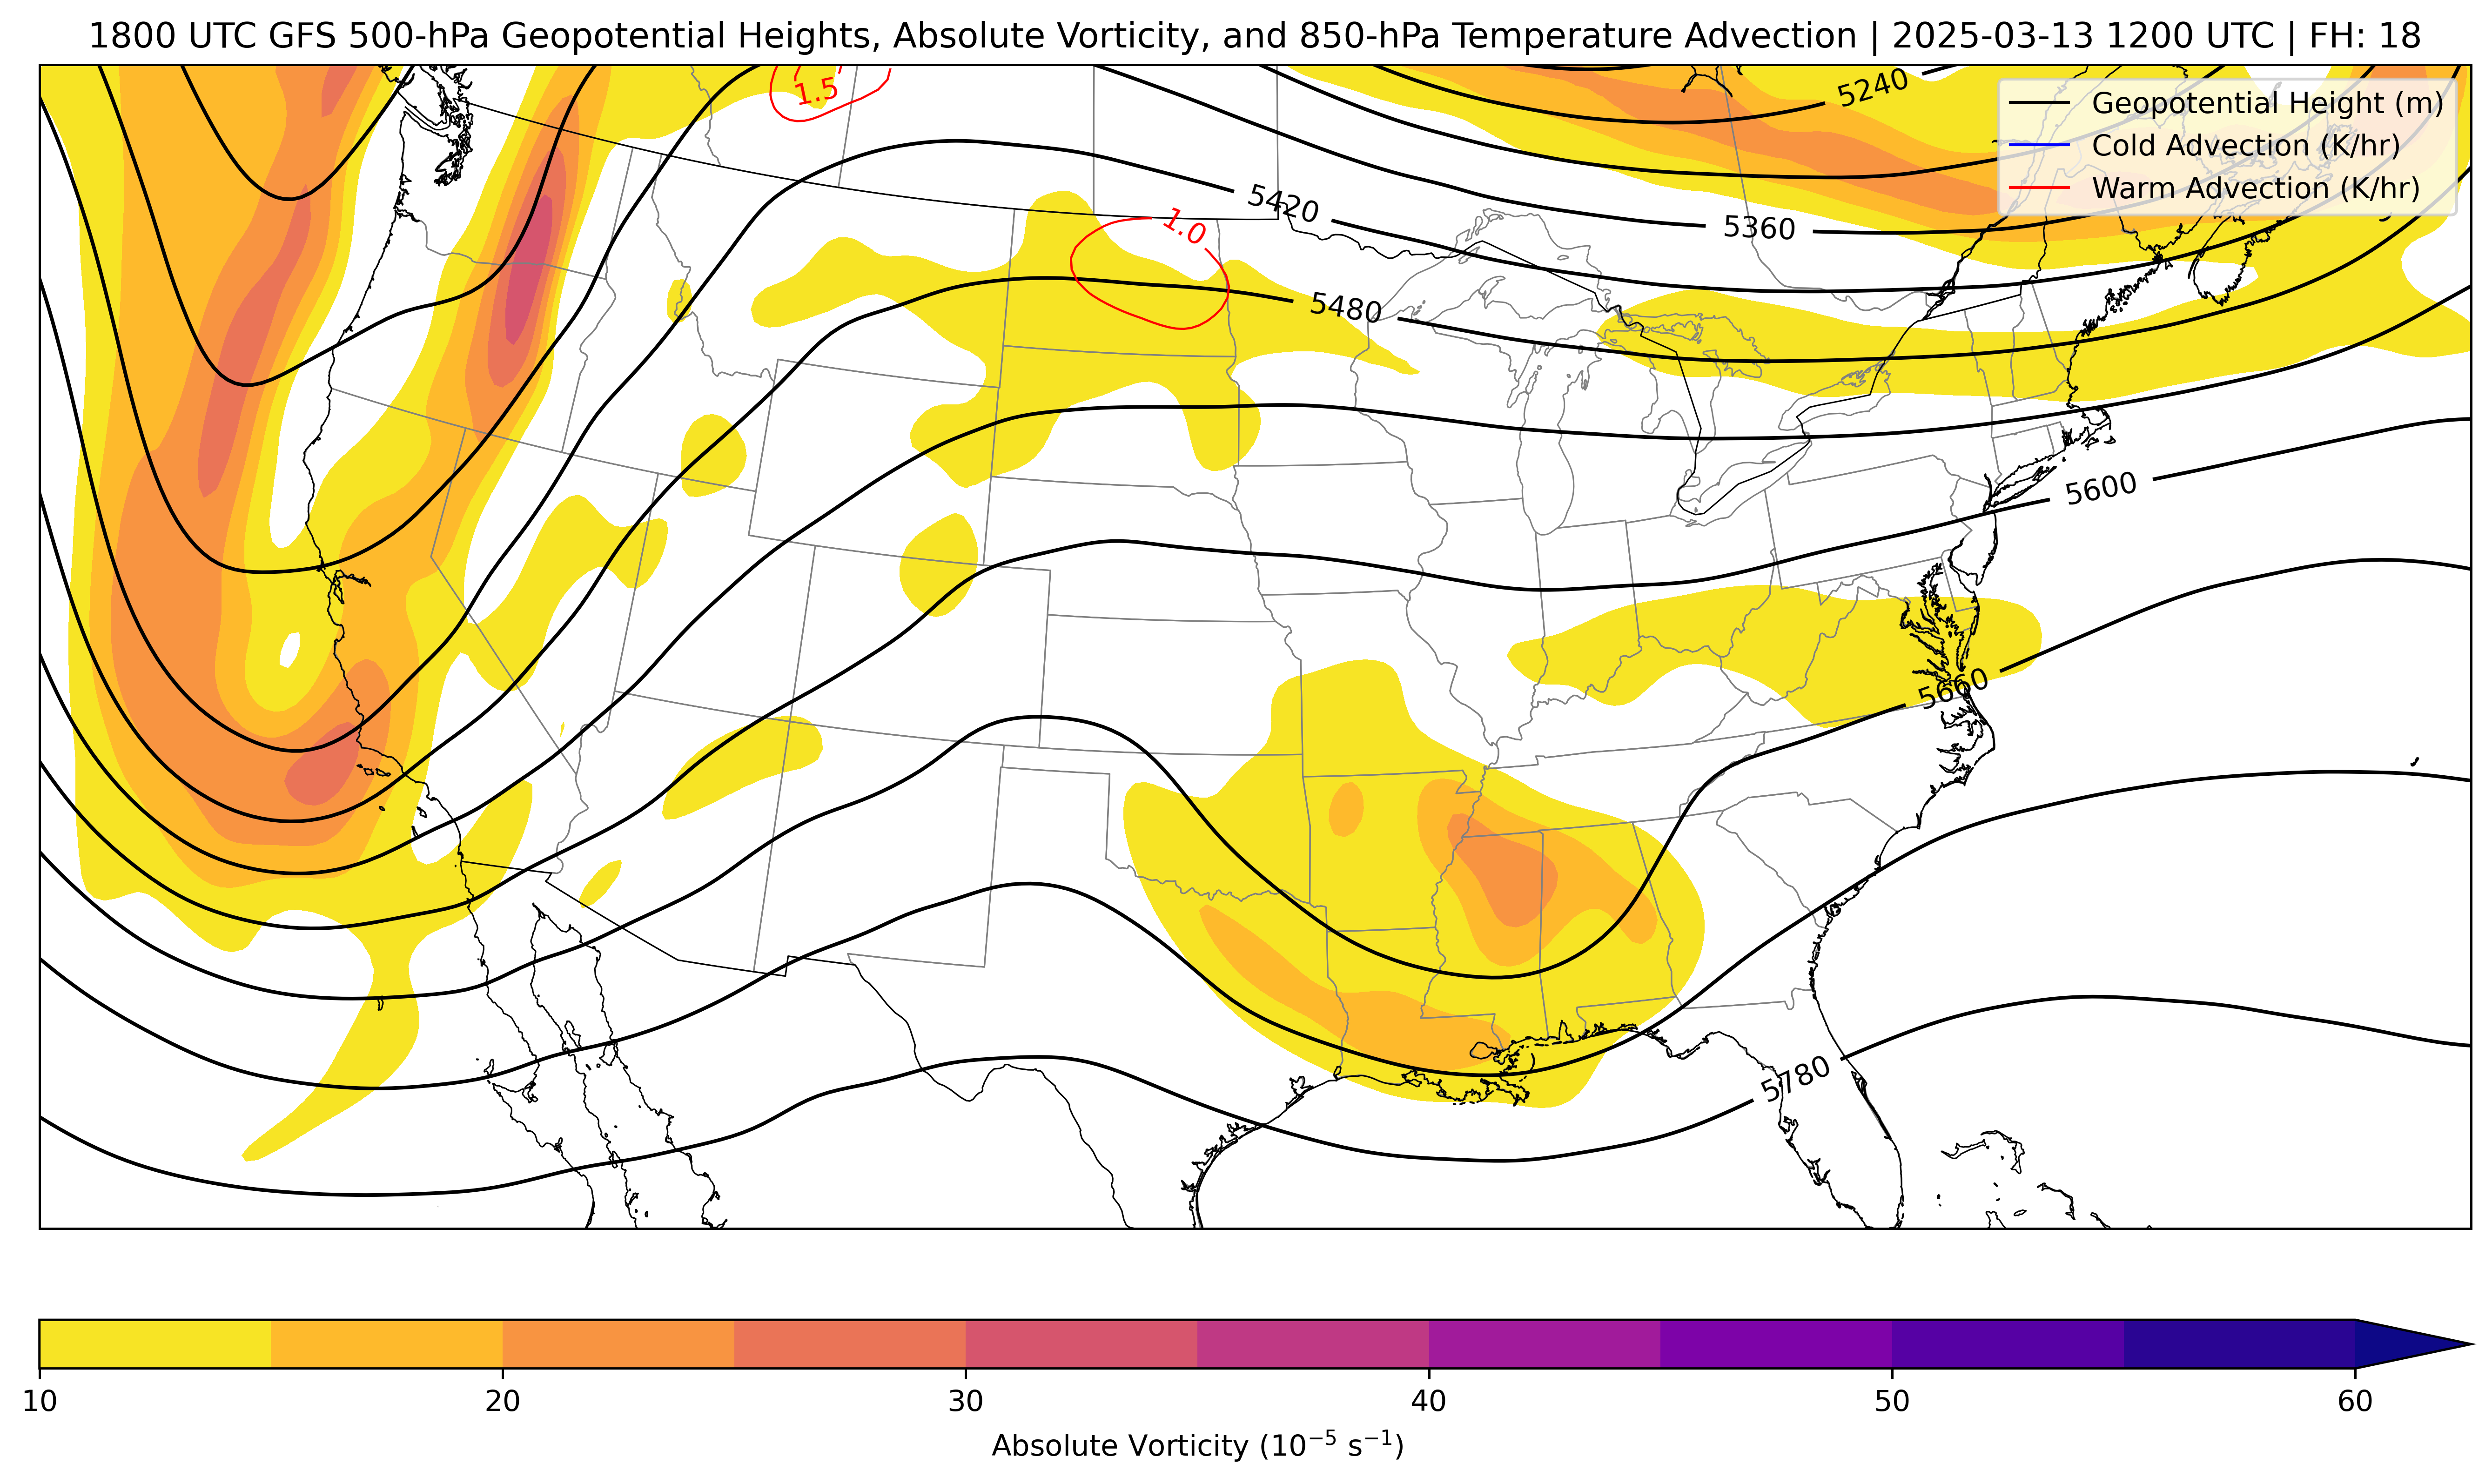 1800 UTC GFS 500-hPa Geopotential Heights, Absolute Vorticity, and 850-hPa Temperature Advection | 2025-03-13 1200 UTC | FH: 18
1.5
5240
Geopotential Height (m)
Cold Advection (K/hr)
Warm Advection (K/hr)
5420
1.0
5360
5480
5600
5660
5780
10 20 30 40 50 60
Absolute Vorticity (10⁻⁵ s⁻¹)